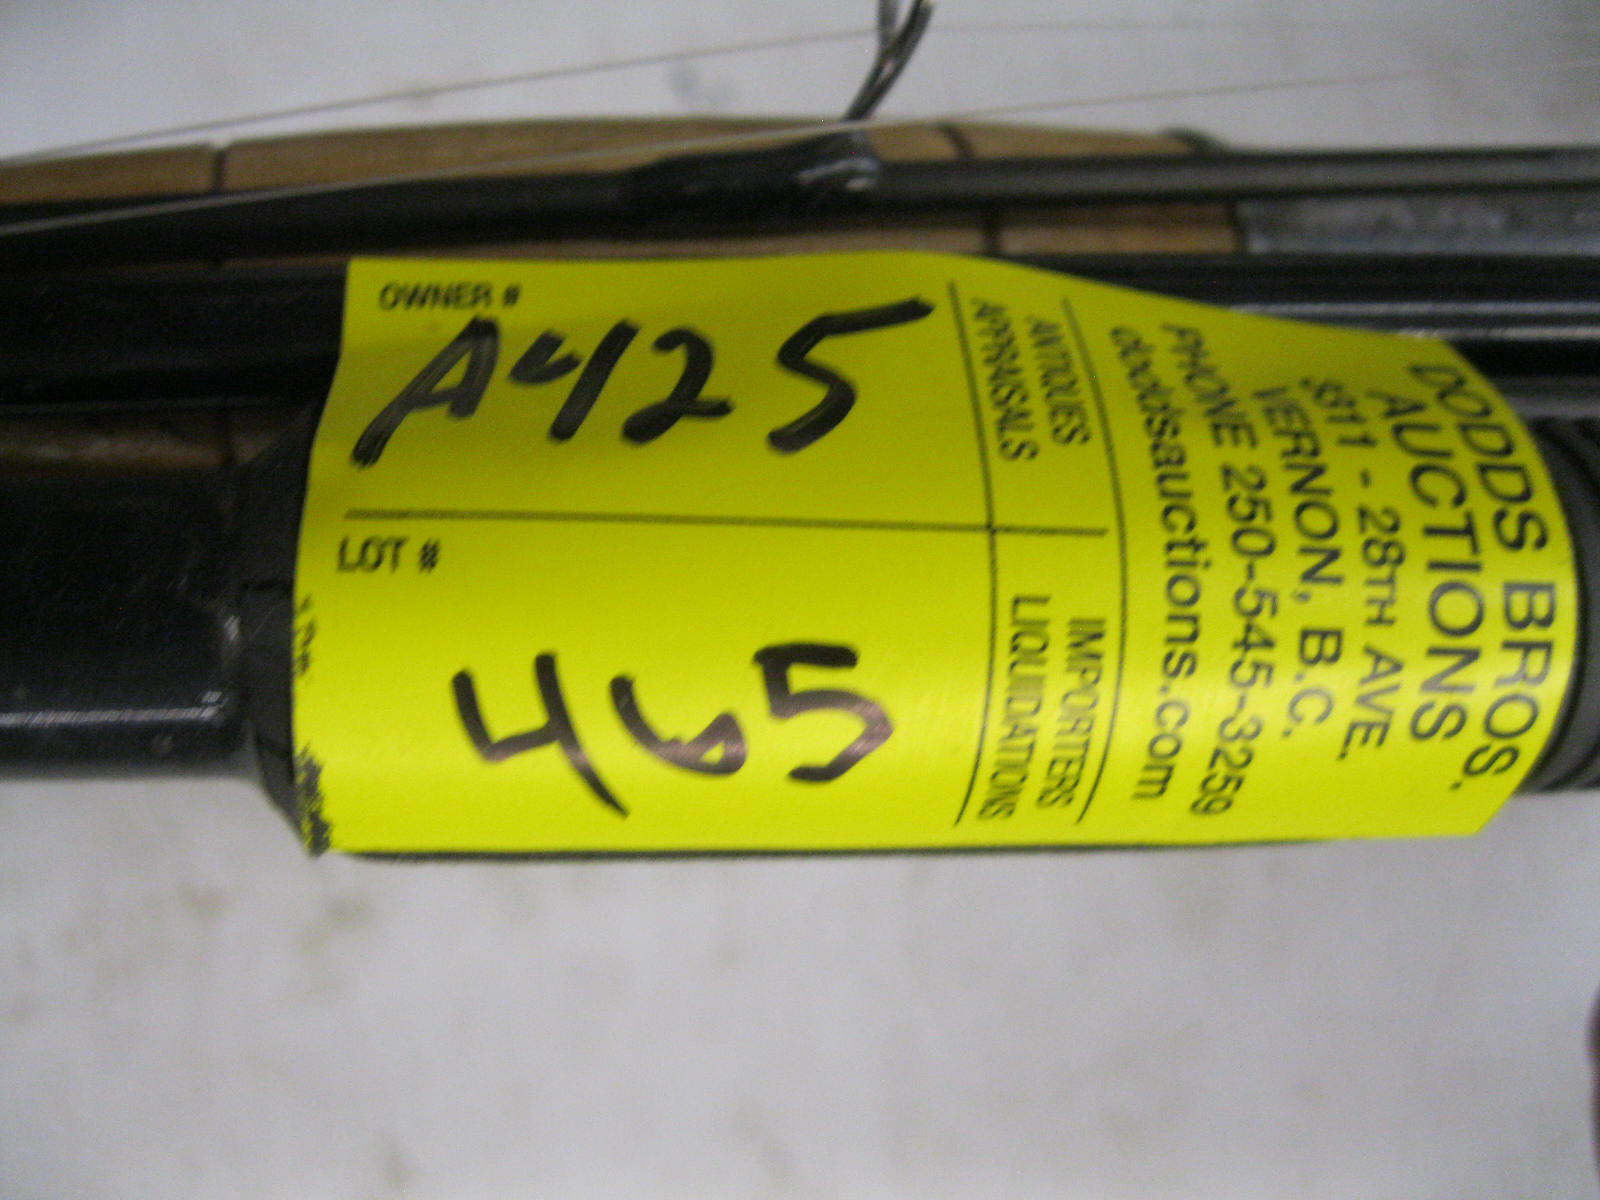 OWNER #
A425
LOT #
465
ANTIQUES
APPRAISALS
IMPORTERS
LIQUIDATIONS
DODDS BROS.
AUCTIONS
3311 - 28TH AVE.
VERNON, B.C.
PHONE 250-545-3259
doddsauctions.com